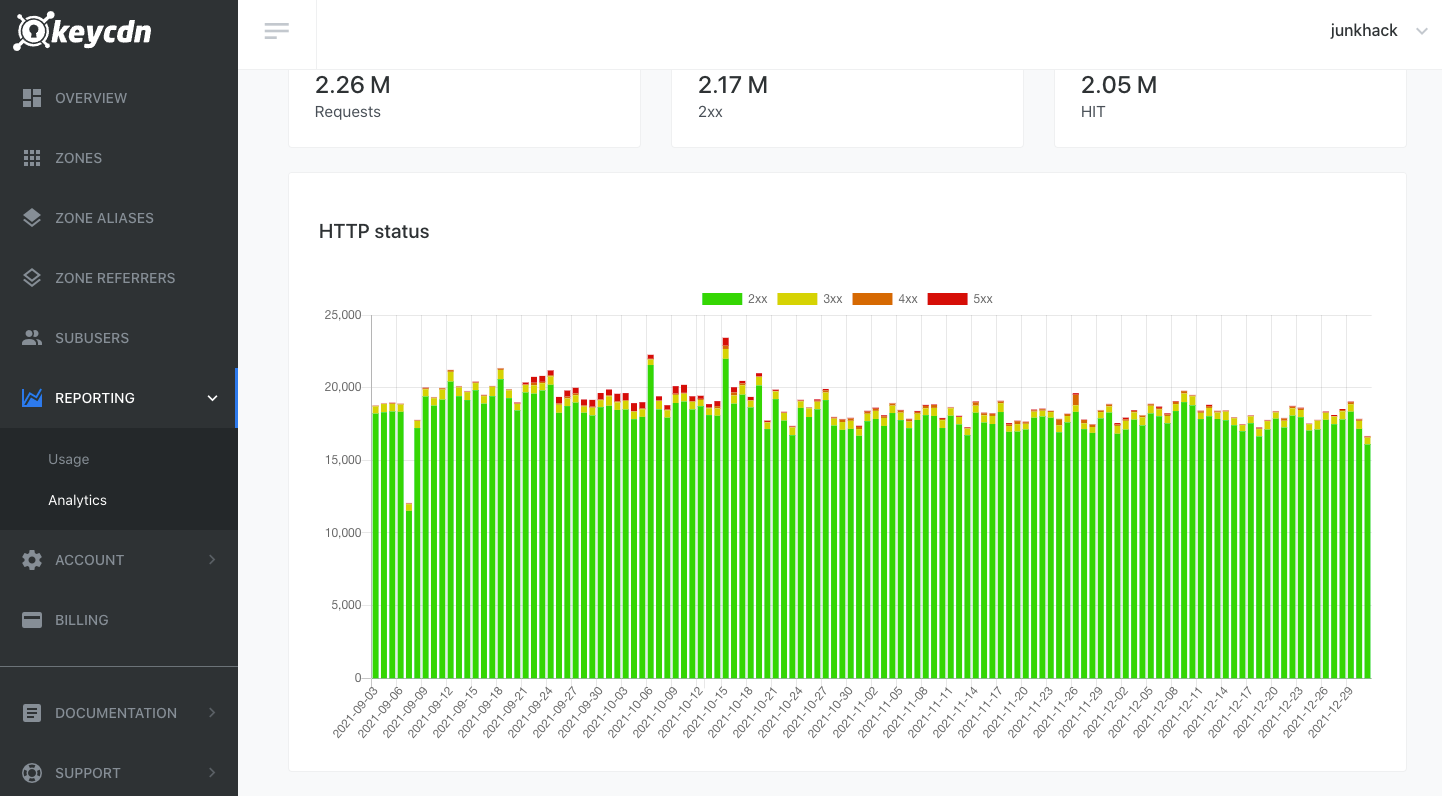 keycdn
junkhack
OVERVIEW
ZONES
ZONE ALIASES
ZONE REFERRERS
SUBUSERS
REPORTING
Usage
Analytics
ACCOUNT
BILLING
DOCUMENTATION
SUPPORT
2.26 M
Requests
2.17 M
2xx
2.05 M
HIT
HTTP status
2xx 3xx 4xx 5xx
25,000
20,000
15,000
10,000
5,000
0
2021-09-03
2021-09-06
2021-09-09
2021-09-12
2021-09-15
2021-09-18
2021-09-21
2021-09-24
2021-09-27
2021-09-30
2021-10-03
2021-10-06
2021-10-09
2021-10-12
2021-10-15
2021-10-18
2021-10-21
2021-10-24
2021-10-27
2021-10-30
2021-11-02
2021-11-05
2021-11-08
2021-11-11
2021-11-14
2021-11-17
2021-11-20
2021-11-23
2021-11-26
2021-11-29
2021-12-02
2021-12-05
2021-12-08
2021-12-11
2021-12-14
2021-12-17
2021-12-20
2021-12-23
2021-12-26
2021-12-29